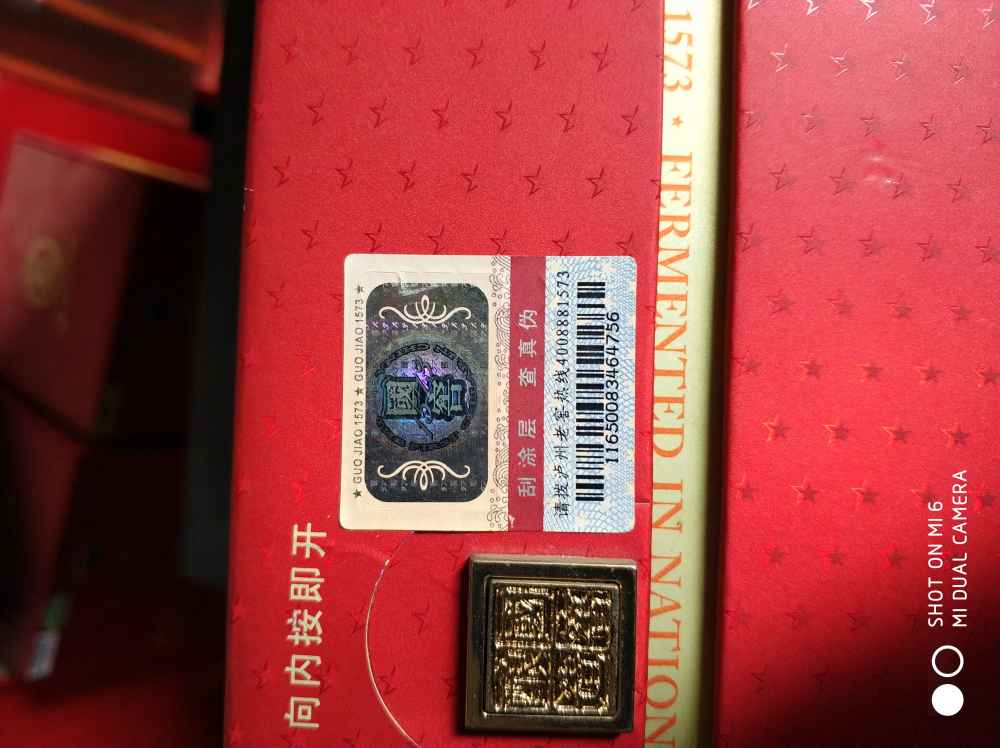 1573 ★ FERMENTED IN NATION
★ GUOJIAO 1573 ★ GUOJIAO 1573 ★
國窖
刮涂层 查真伪
请拨泸州老窖热线4008881573
11650083464756
向内按即开
SHOT ON MI 6
MI DUAL CAMERA